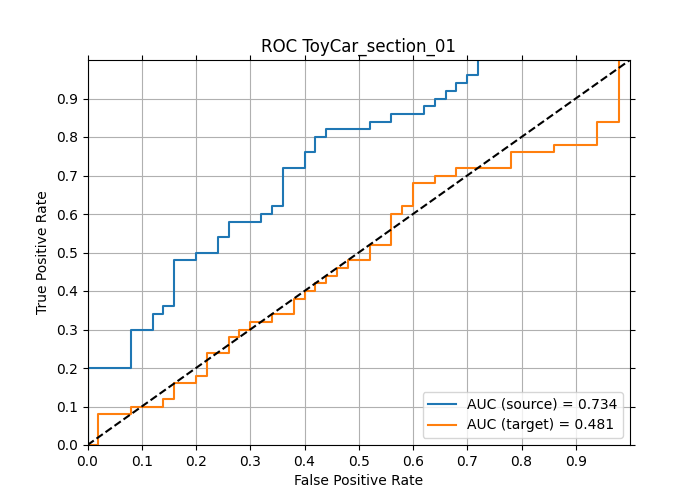 ROC ToyCar_section_01
True Positive Rate
0.9
0.8
0.7
0.6
0.5
0.4
0.3
0.2
0.1
0.0
0.0 0.1 0.2 0.3 0.4 0.5 0.6 0.7 0.8 0.9
False Positive Rate
AUC (source) = 0.734
AUC (target) = 0.481